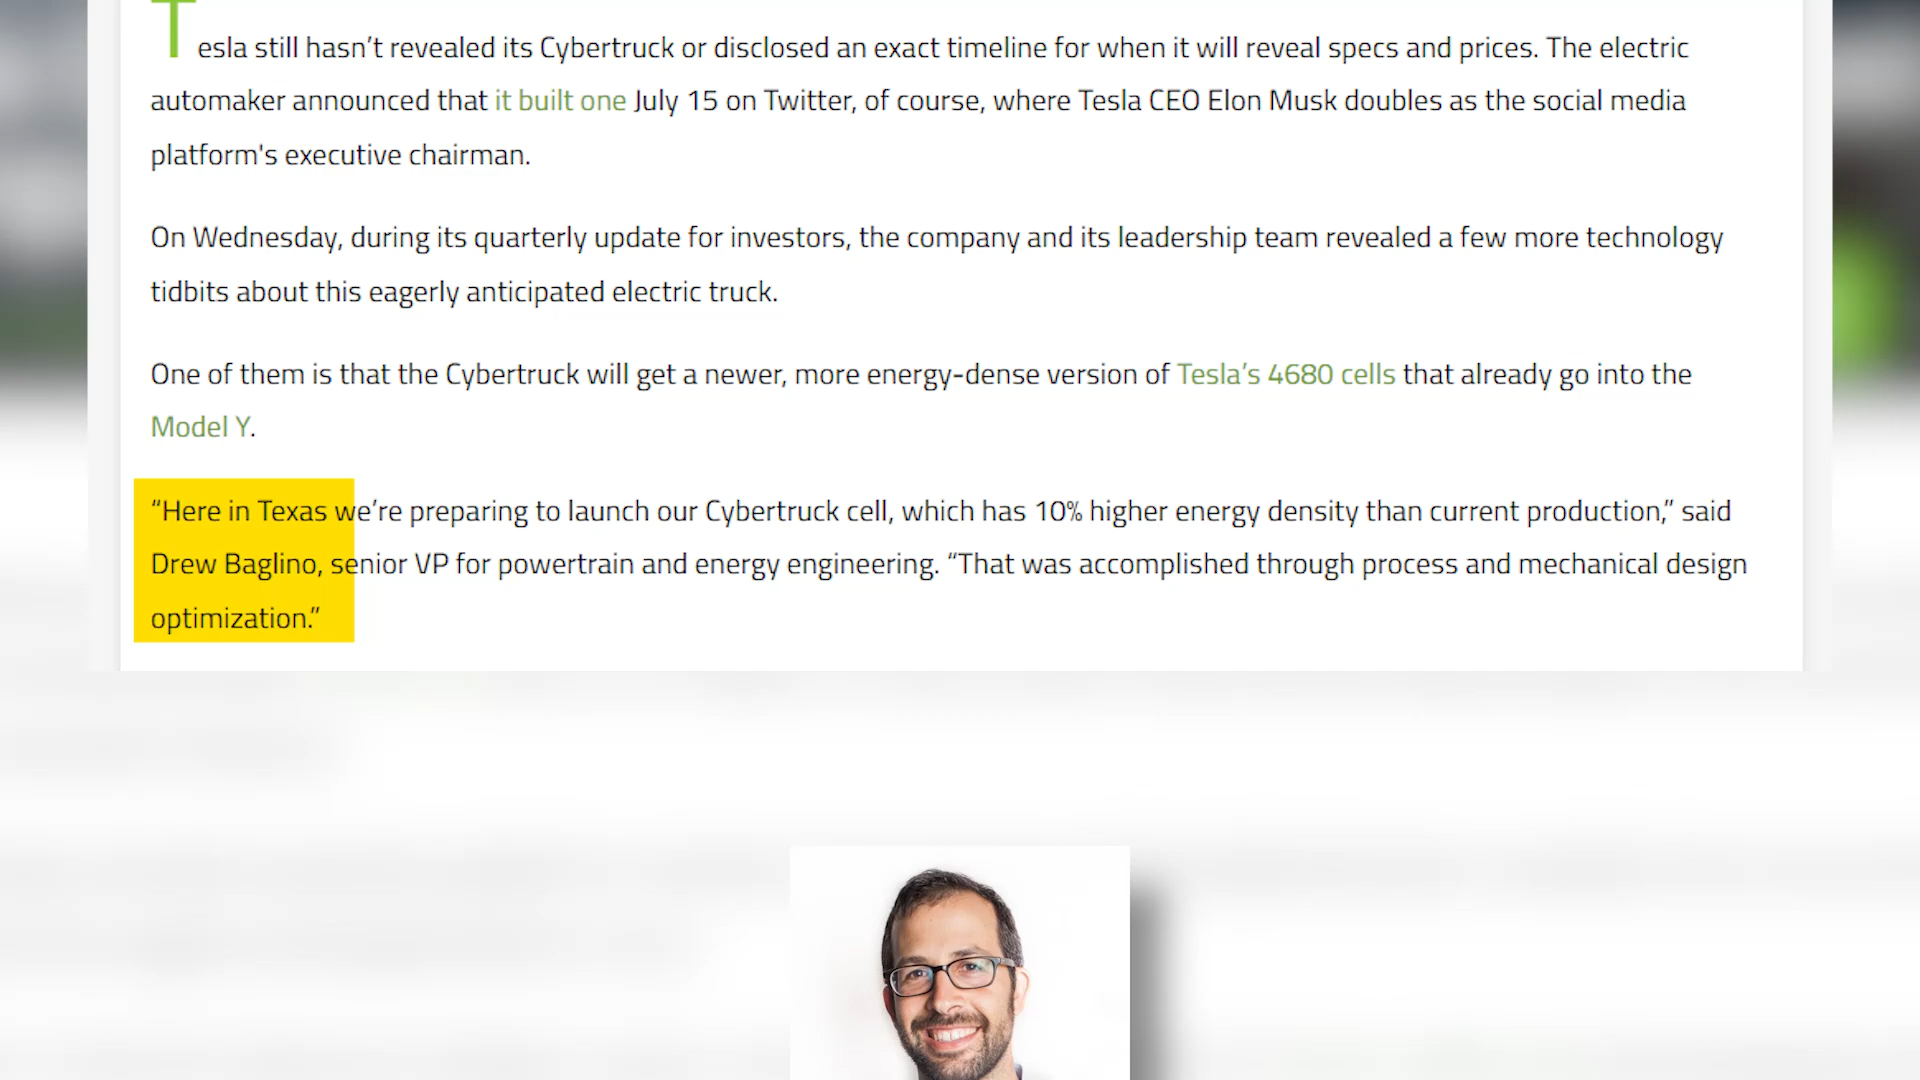 Tesla still hasn’t revealed its Cybertruck or disclosed an exact timeline for when it will reveal specs and prices. The electric
automaker announced that it built one July 15 on Twitter, of course, where Tesla CEO Elon Musk doubles as the social media
platform's executive chairman.
On Wednesday, during its quarterly update for investors, the company and its leadership team revealed a few more technology
tidbits about this eagerly anticipated electric truck.
One of them is that the Cybertruck will get a newer, more energy-dense version of Tesla’s 4680 cells that already go into the
Model Y.
“Here in Texas we’re preparing to launch our Cybertruck cell, which has 10% higher energy density than current production,” said
Drew Baglino, senior VP for powertrain and energy engineering. “That was accomplished through process and mechanical design
optimization.”